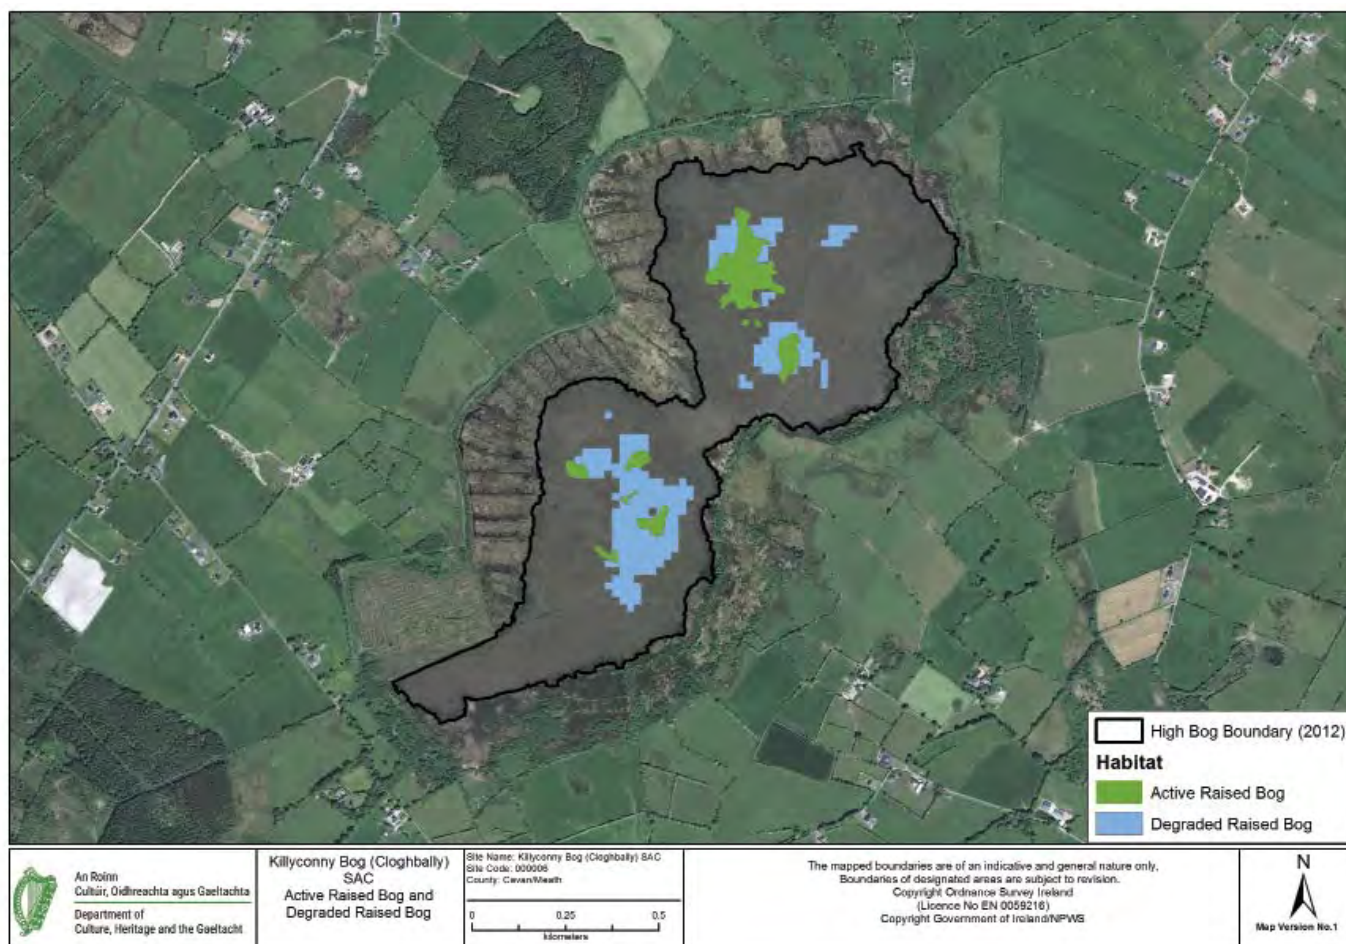 High Bog Boundary (2012)
Habitat
Active Raised Bog
Degraded Raised Bog
An Roinn
Cultúir, Oidhreachta agus Gaeltachta
Department of
Culture, Heritage and the Gaeltacht
Killyconny Bog (Cloghbally)
SAC
Active Raised Bog and
Degraded Raised Bog
Site Name: Killyconny Bog (Cloghbally) SAC
Site Code: 000006
County: Cavan/Meath
0 0.25 0.5
kilometers
The mapped boundaries are of an indicative and general nature only,
Boundaries of designated areas are subject to revision.
Copyright Ordnance Survey Ireland
(Licence No EN 0059216)
Copyright Government of Ireland/NPWS
N
Map Version No.1